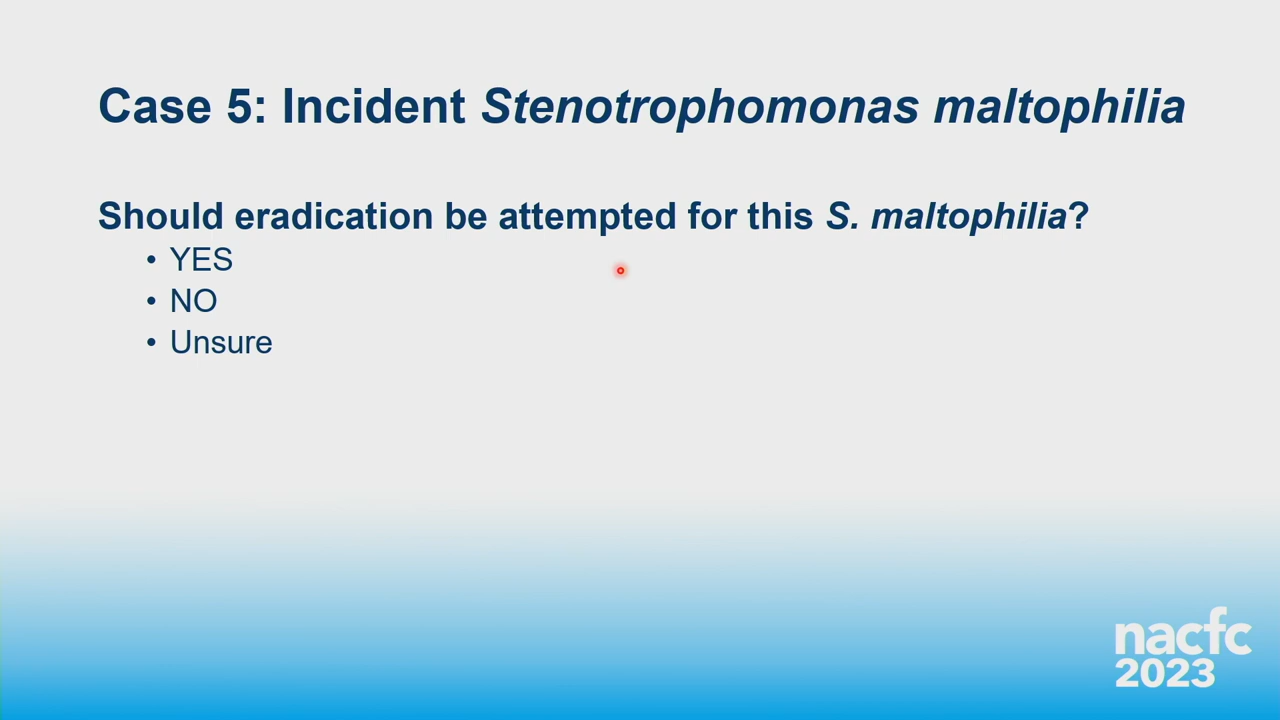 Case 5: Incident Stenotrophomonas maltophilia
Should eradication be attempted for this S. maltophilia?
• YES
• NO
• Unsure
nacfc
2023